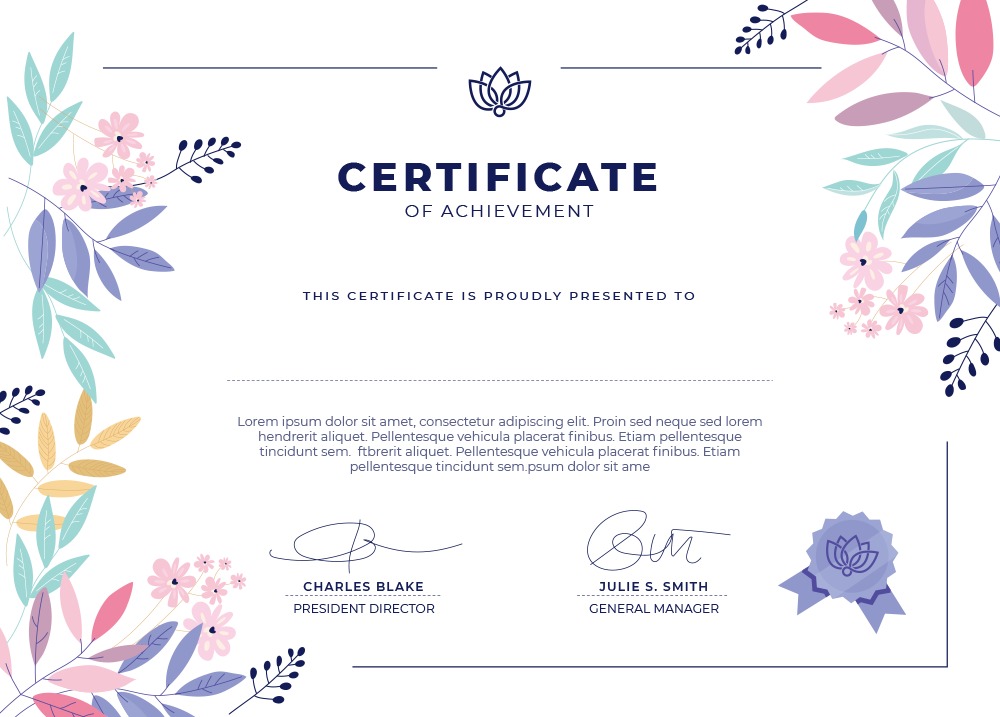 CERTIFICATE
OF ACHIEVEMENT
THIS CERTIFICATE IS PROUDLY PRESENTED TO
Lorem ipsum dolor sit amet, consectetur adipiscing elit. Proin sed neque sed lorem
hendrerit aliquet. Pellentesque vehicula placerat finibus. Etiam pellentesque
tincidunt sem.  ftbrerit aliquet. Pellentesque vehicula placerat finibus. Etiam
pellentesque tincidunt sem.psum dolor sit ame
CHARLES BLAKE
PRESIDENT DIRECTOR
JULIE S. SMITH
GENERAL MANAGER